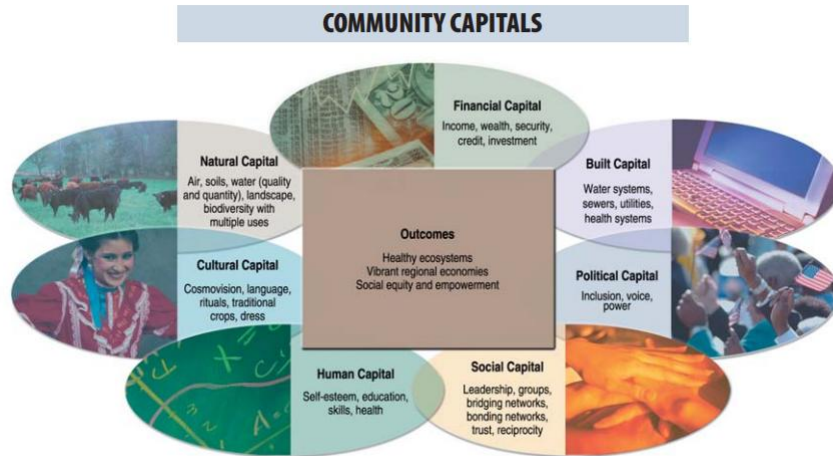 COMMUNITY CAPITALS
Financial Capital
Income, wealth, security,
credit, investment
Natural Capital
Air, soils, water (quality
and quantity), landscape,
biodiversity with
multiple uses
Built Capital
Water systems,
sewers, utilities,
health systems
Outcomes
Healthy ecosystems
Vibrant regional economies
Social equity and empowerment
Cultural Capital
Cosmovision, language,
rituals, traditional
crops, dress
Political Capital
Inclusion, voice,
power
Human Capital
Self-esteem, education,
skills, health
Social Capital
Leadership, groups,
bridging networks,
bonding networks,
trust, reciprocity